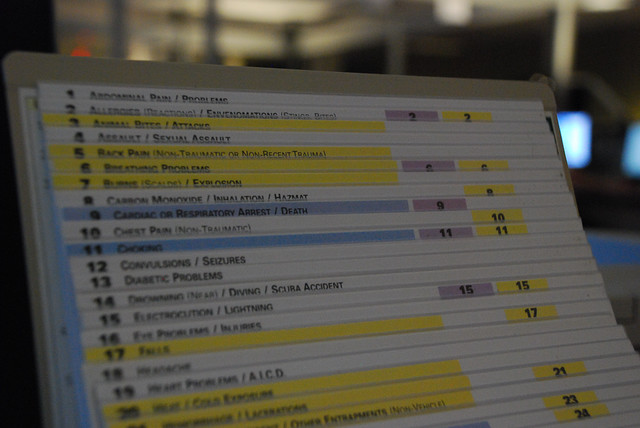 1 Abdominal Pain / Problems
2 Allergies (Reactions) / Envenomations (Stings, Bites) 2 2
3 Animal Bites / Attacks
4 Assault / Sexual Assault
5 Back Pain (Non-Traumatic or Non-Recent Trauma)
6 Breathing Problems 6 6
7 Burns (Scalds) / Explosion
8 Carbon Monoxide / Inhalation / HazMat 8
9 Cardiac or Respiratory Arrest / Death 9
10 Chest Pain (Non-Traumatic) 10
11 Choking 11 11
12 Convulsions / Seizures
13 Diabetic Problems
14 Drowning (Near) / Diving / Scuba Accident
15 Electrocution / Lightning 15 15
16 Eye Problems / Injuries
17 Falls 17
18 Headache
19 Heart Problems / A.I.C.D.
20 Heat / Cold Exposure
21 Hemorrhage / Lacerations 21
/ Other Entrapments (Non-Vehicle)
23
24